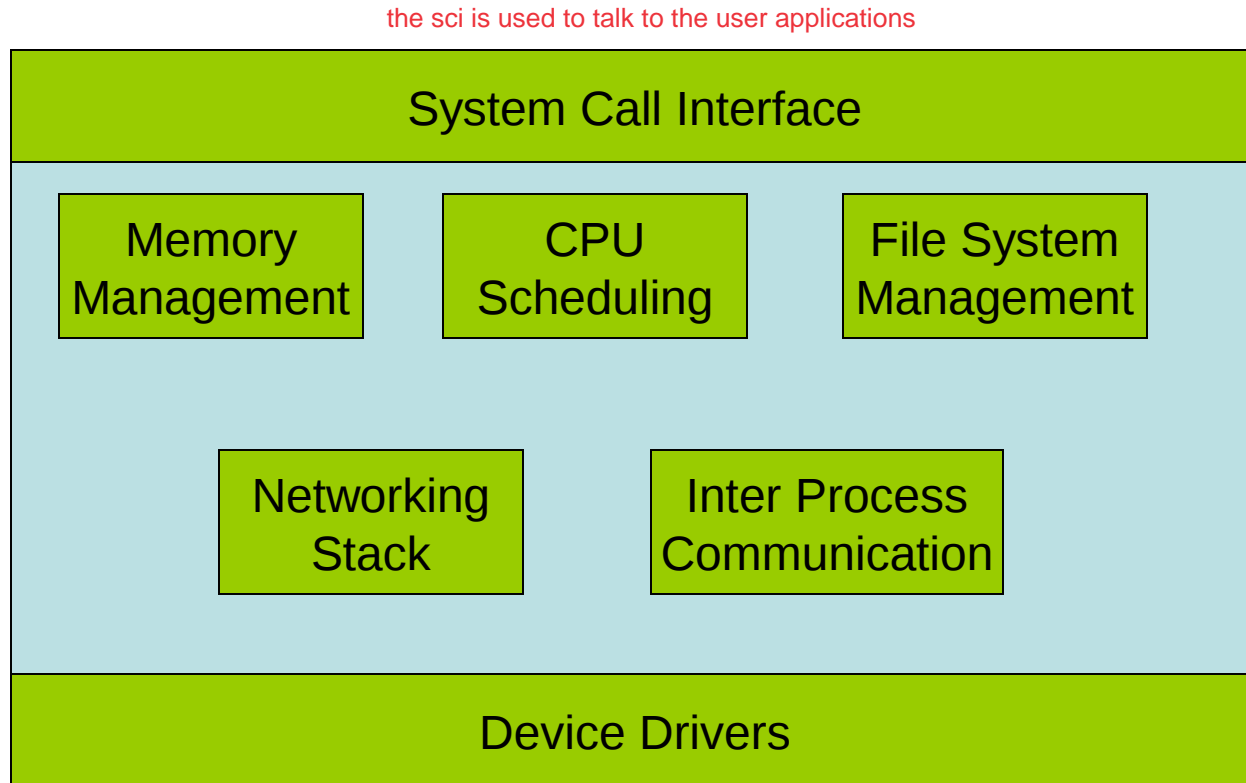 the sci is used to talk to the user applications
System Call Interface
Memory
Management
CPU
Scheduling
File System
Management
Networking
Stack
Inter Process
Communication
Device Drivers